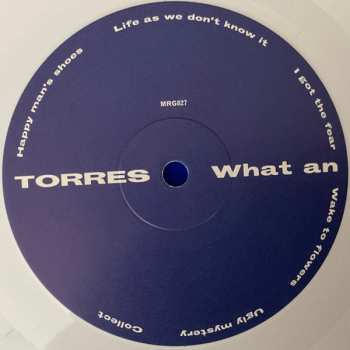 Happy man's shoes
Life as we don't know it
I got the fear
Wake to flowers
Ugly mystery
Collect
MRG827
TORRES
What an